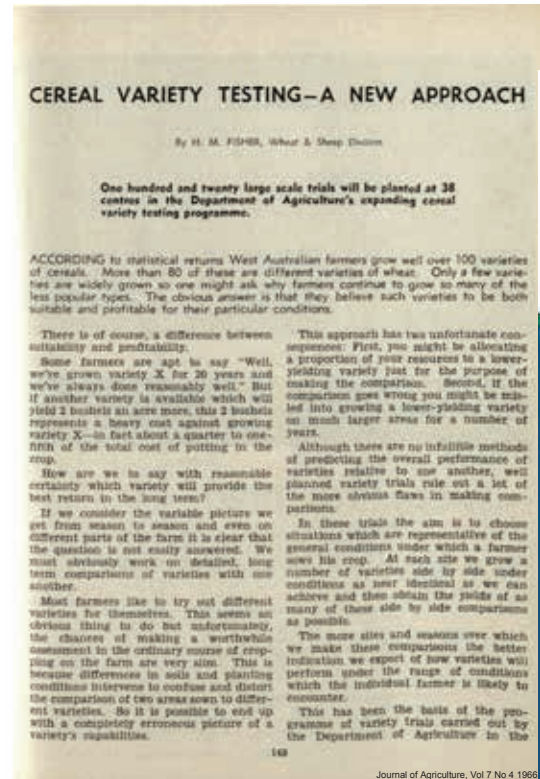 CEREAL VARIETY TESTING—A NEW APPROACH
By H. M. FISHER, Wheat & Sheep Division
One hundred and twenty large scale trials will be planted at 38
centres in the Department of Agriculture's expanding cereal
variety testing programme.
ACCORDING to statistical returns West Australian farmers grow well over 100 varieties
of cereals. More than 80 of these are different varieties of wheat. Only a few varie-
ties are widely grown so one might ask why farmers continue to grow so many of the
less popular types. The obvious answer is that they believe such varieties to be both
suitable and profitable for their particular conditions.
There is of course, a difference between
suitability and profitability.
Some farmers are apt to say "Well,
we've grown variety X for 20 years and
we've always done reasonably well." But
if another variety is available which will
yield 2 bushels an acre more, this 2 bushels
represents a heavy cost against growing
variety X—in fact about a quarter to one-
fifth of the total cost of putting in the
crop.
How are we to say with reasonable
certainty which variety will provide the
best return in the long term?
If we consider the variable picture we
get from season to season and even on
different parts of the farm it is clear that
the question is not easily answered. We
must obviously work on detailed, long
term comparisons of varieties with one
another.
Most farmers like to try out different
varieties for themselves. This seems an
obvious thing to do but unfortunately,
the chances of making a worthwhile
assessment in the ordinary course of crop-
ping on the farm are very slim. This is
because differences in soils and planting
conditions intervene to confuse and distort
the comparison of two areas sown to differ-
ent varieties. So it is possible to end up
with a completely erroneous picture of a
variety's capabilities.
This approach has two unfortunate con-
sequences: First, you might be allocating
a proportion of your resources to a lower-
yielding variety just for the purpose of
making the comparison. Second, if the
comparison goes wrong you might be mis-
led into growing a lower-yielding variety
on much larger areas for a number of
years.
Although there are no infallible methods
of predicting the overall performance of
varieties relative to one another, well
planned variety trials rule out a lot of
the more obvious flaws in making com-
parisons.
In these trials the aim is to choose
situations which are representative of the
general conditions under which a farmer
sows his crop. At each site we grow a
number of varieties side by side under
conditions as near identical as we can
achieve and then obtain the yields of as
many of these side by side comparisons
as possible.
The more sites and seasons over which
we make these comparisons the better
indication we expect of how varieties will
perform under the range of conditions
which the individual farmer is likely to
encounter.
This has been the basis of the pro-
gramme of variety trials carried out by
the Department of Agriculture in the
Journal of Agriculture, Vol 7 No 4 1966